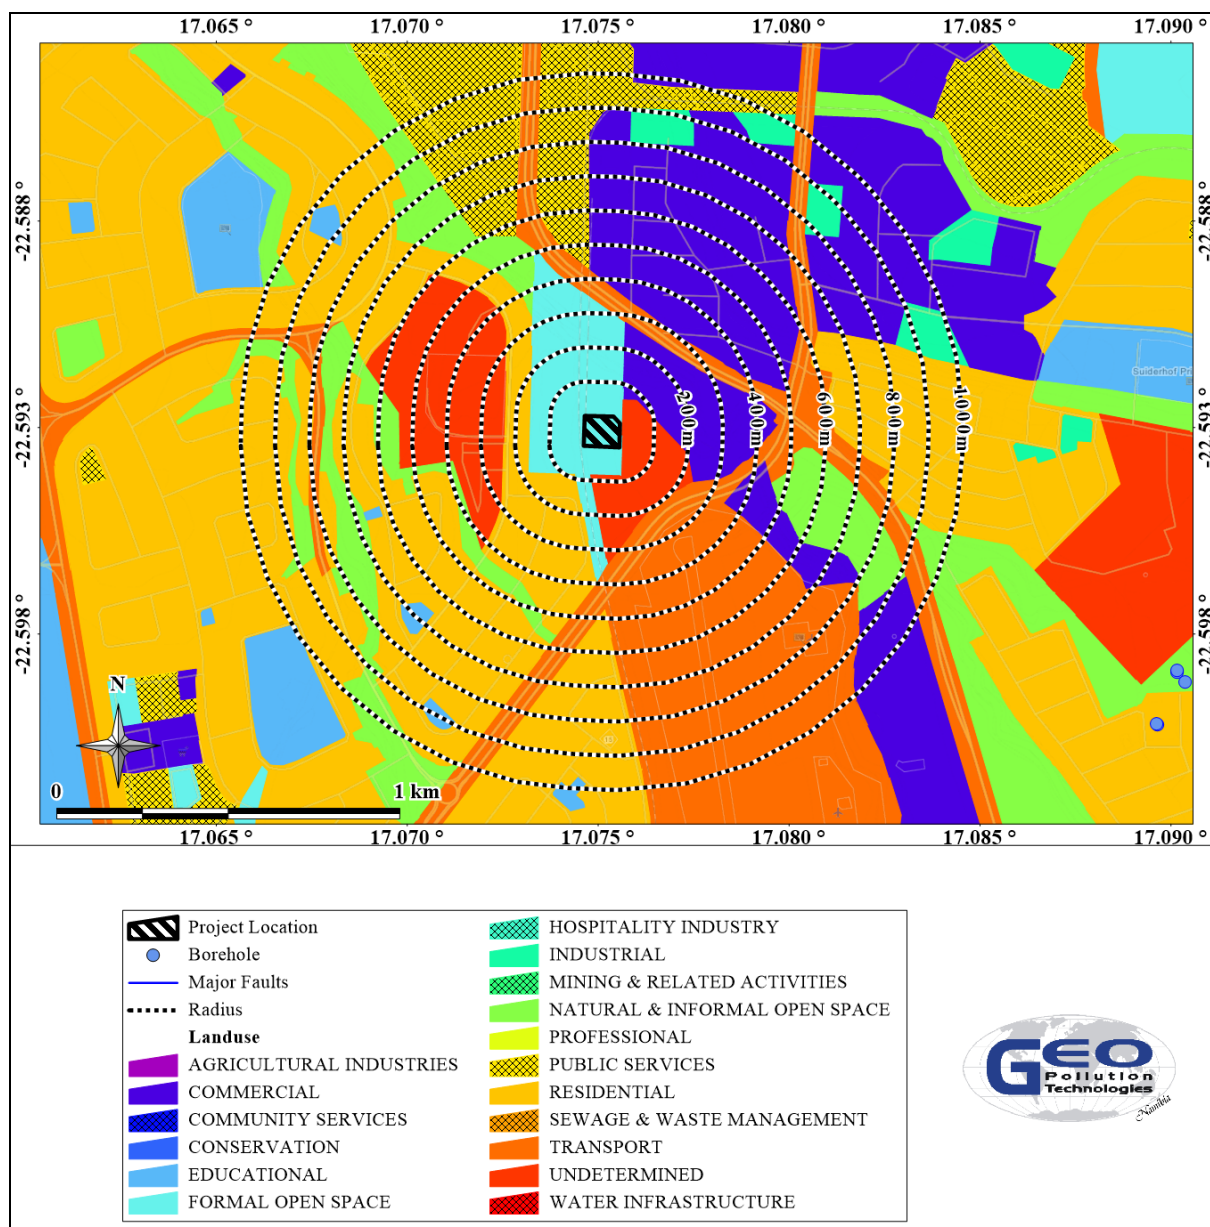 17.065 ° 17.070 ° 17.075 ° 17.080 ° 17.085 ° 17.090 °
-22.588 ° -22.588 °
Suiderhof Pri
-22.593 ° 200m 400m 600m 800m 1000m -22.593 °
-22.598 ° -22.598 °
N
0 1 km
17.065 ° 17.070 ° 17.075 ° 17.080 ° 17.085 ° 17.090 °
Project Location
Borehole
Major Faults
Radius
Landuse
AGRICULTURAL INDUSTRIES
COMMERCIAL
COMMUNITY SERVICES
CONSERVATION
EDUCATIONAL
FORMAL OPEN SPACE
HOSPITALITY INDUSTRY
INDUSTRIAL
MINING & RELATED ACTIVITIES
NATURAL & INFORMAL OPEN SPACE
PROFESSIONAL
PUBLIC SERVICES
RESIDENTIAL
SEWAGE & WASTE MANAGEMENT
TRANSPORT
UNDETERMINED
WATER INFRASTRUCTURE
GEO
Pollution
Technologies
Namibia